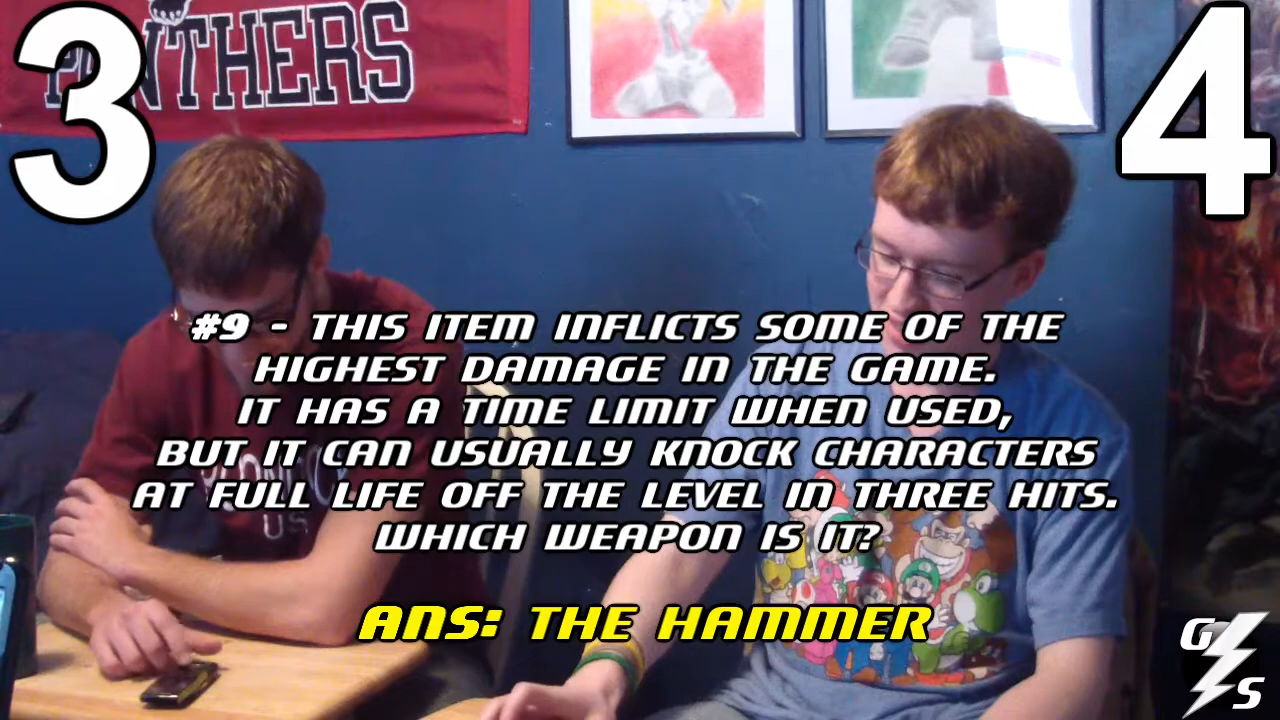 3
4
PANTHERS
#9 - THIS ITEM INFLICTS SOME OF THE
HIGHEST DAMAGE IN THE GAME.
IT HAS A TIME LIMIT WHEN USED,
BUT IT CAN USUALLY KNOCK CHARACTERS
AT FULL LIFE OFF THE LEVEL IN THREE HITS.
WHICH WEAPON IS IT?
ANS: THE HAMMER
G
S